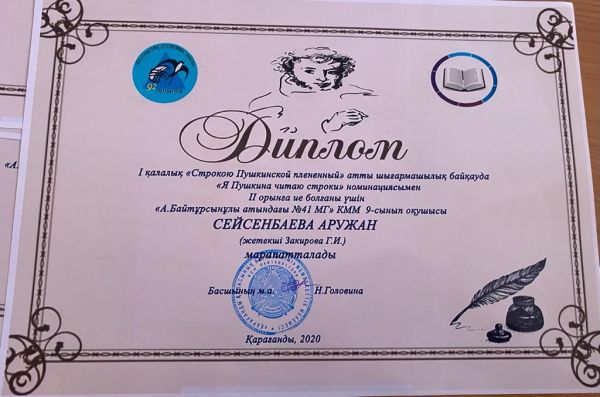 Диплом
I қалалық «Строкою Пушкинской плененный» атты шығармашылық байқауда
«Я Пушкина читаю строки» номинациясымен
II орынға ие болғаны үшін
«А.Байтұрсынұлы атындағы №41 МГ» КММ 9-сынып оқушысы
СЕЙСЕНБАЕВА АРУЖАН
(жетекші Закирова Г.И.)
марапатталады
Басшының м.а.
Н.Головина
Қарағанды, 2020